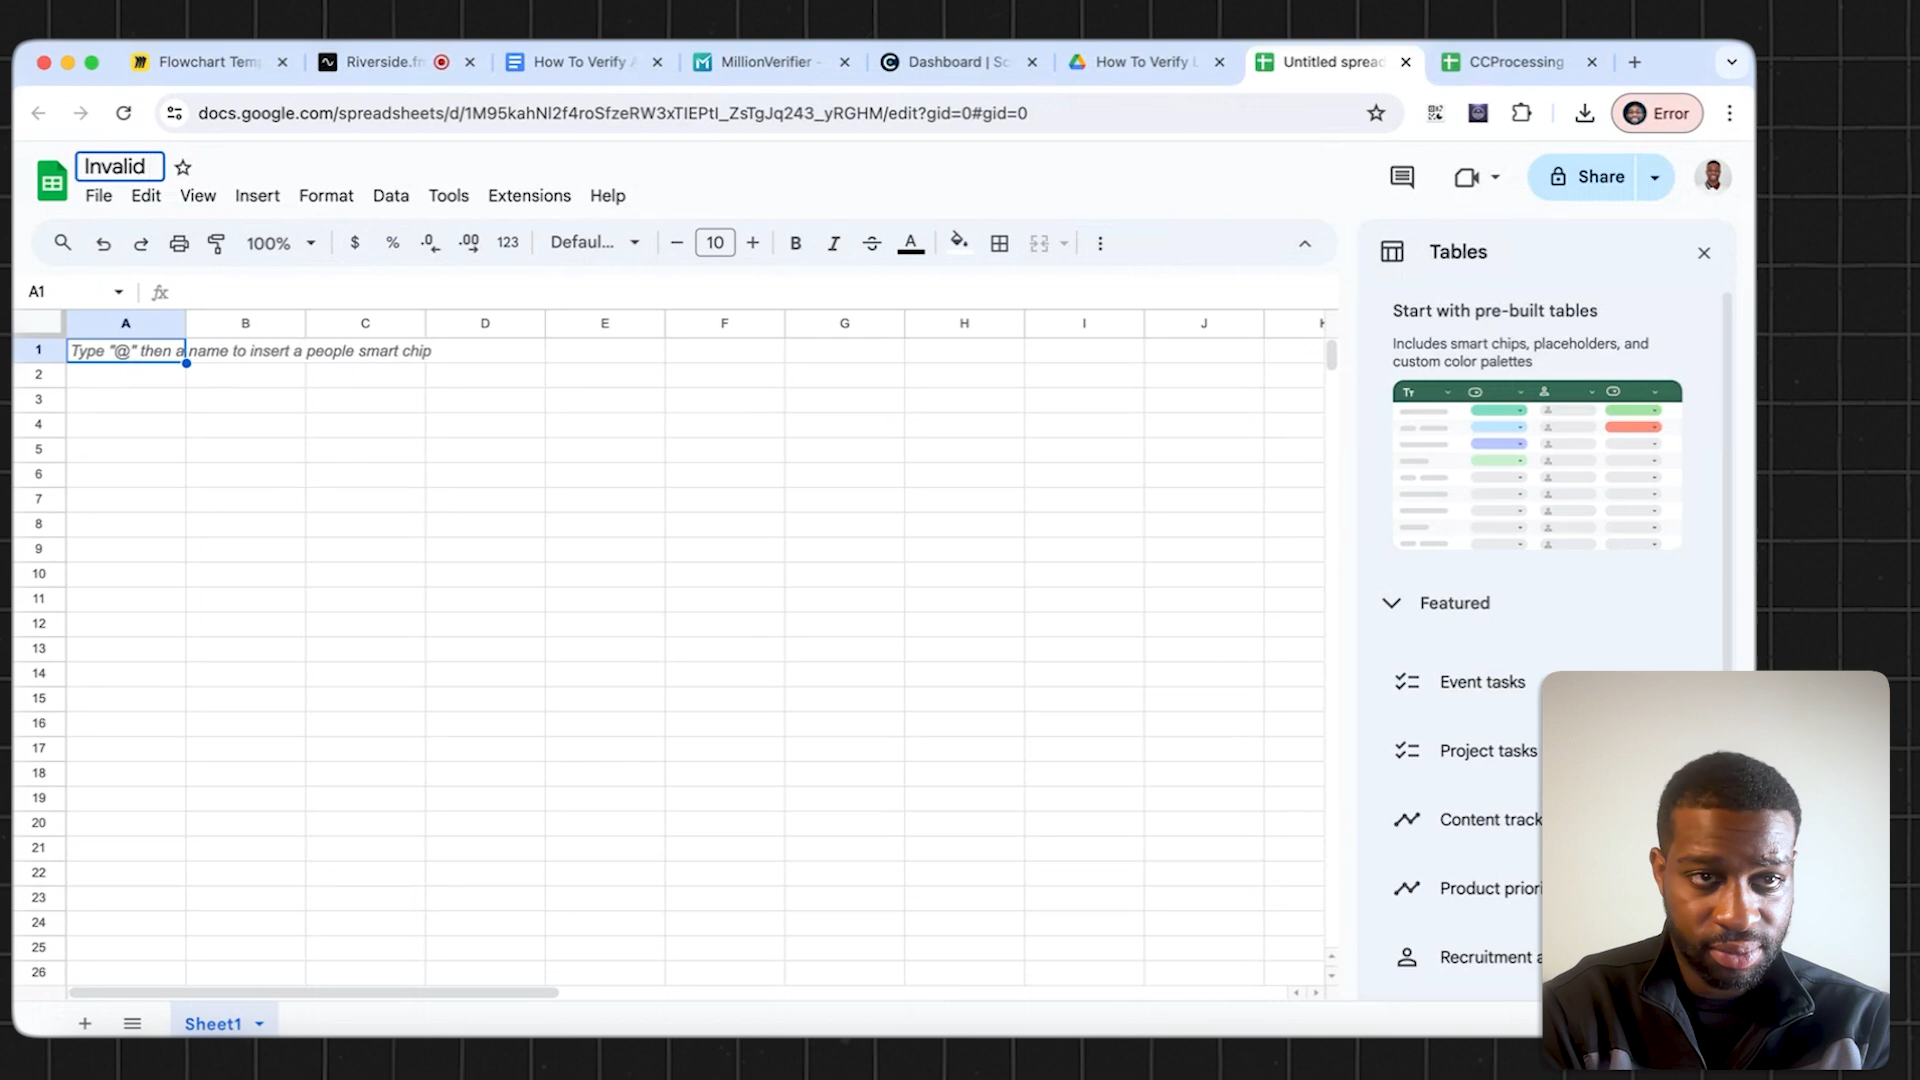 Flowchart Temp
Riverside.fm
How To Verify A
MillionVerifier -
Dashboard | Sc
How To Verify L
Untitled spread
CCProcessing
docs.google.com/spreadsheets/d/1M95kahNl2f4roSfzeRW3xTlEPtl_ZsTgJq243_yRGHM/edit?gid=0#gid=0
Error
Invalid
File Edit View Insert Format Data Tools Extensions Help
Share
100% $ % .0 .00 123 Defaul... 10 B I S A
Tables
A1 fx
Start with pre-built tables
Includes smart chips, placeholders, and
custom color palettes
A B C D E F G H I J K
1 Type "@" then a name to insert a people smart chip
2
3
4
5
6
7
8
9
10
11
12
13
14
15
16
17
18
19
20
21
22
23
24
25
26
Tт
Featured
Event tasks
Project tasks
Content track
Product priori
Recruitment a
Sheet1